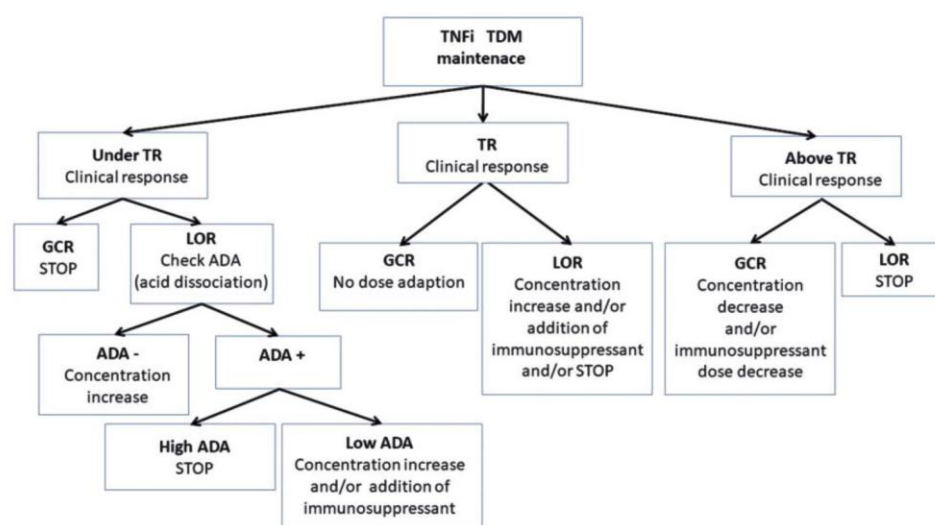 TNFi TDM
maintenace
Under TR
Clinical response
TR
Clinical response
Above TR
Clinical response
GCR
STOP
LOR
Check ADA
(acid dissociation)
GCR
No dose adaption
LOR
Concentration
increase and/or
addition of
immunosuppressant
and/or STOP
GCR
Concentration
decrease
and/or
immunosuppressant
dose decrease
LOR
STOP
ADA -
Concentration
increase
ADA +
High ADA
STOP
Low ADA
Concentration increase
and/or addition of
immunosuppressant